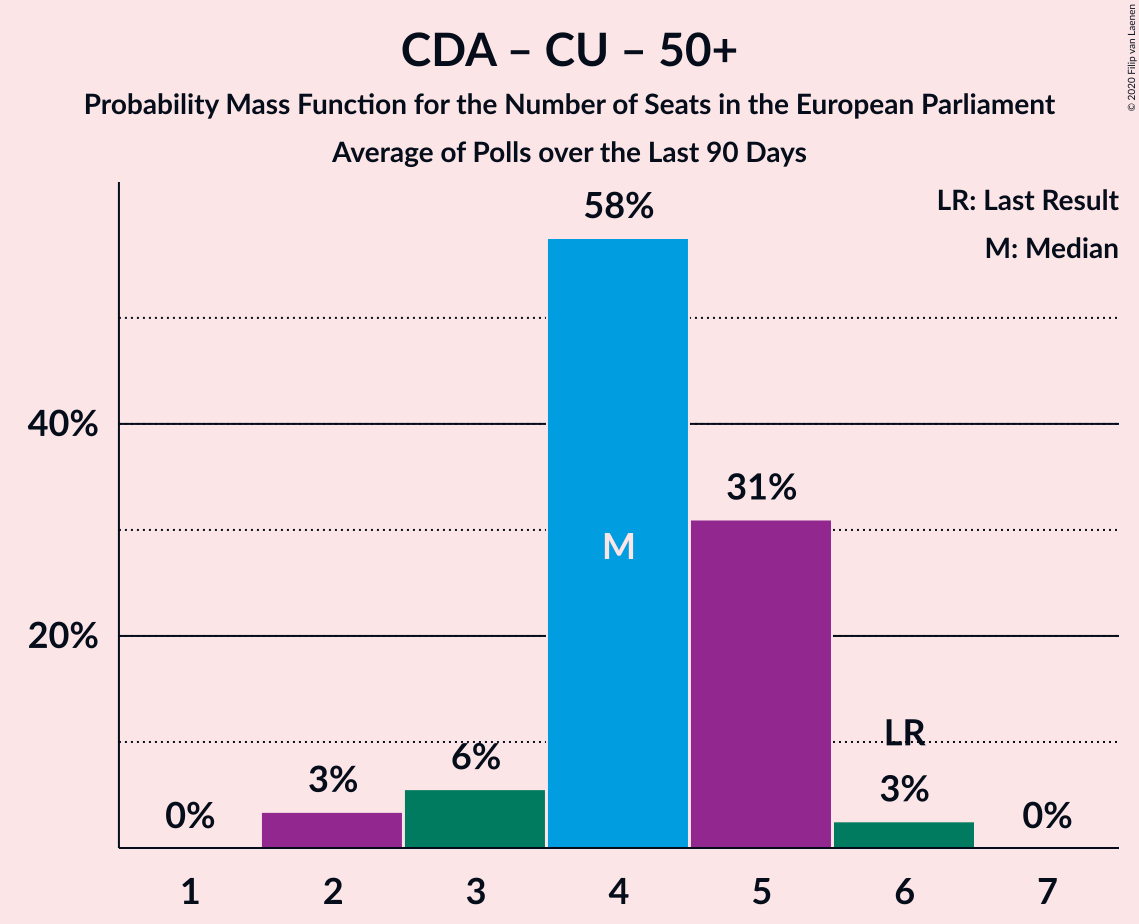 CDA – CU – 50+
Probability Mass Function for the Number of Seats in the European Parliament
Average of Polls over the Last 90 Days
© 2020 Filip van Laenen
LR: Last Result
M: Median
58%
40%
31%
M
20%
LR
6%
3%
3%
0%
0%
1 2 3 4 5 6 7